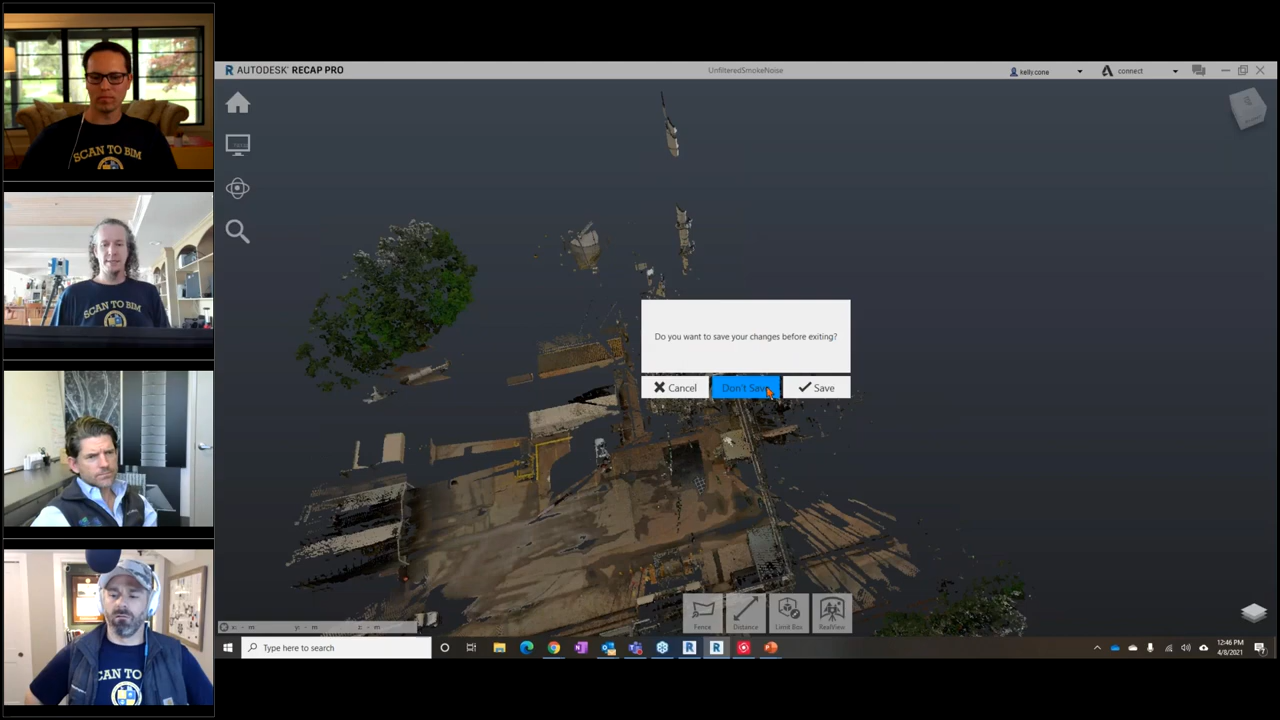 SCAN TO BIM
SCAN TO BIM
CAN TO
R AUTODESK® RECAP PRO
UnfilteredSmokeNoise
kelly.cone
connect
Do you want to save your changes before exiting?
Cancel
Don't Save
Save
Fence
Distance
Limit Box
RealView
x: - m y: - m z: - m
Type here to search
12:46 PM
4/8/2021